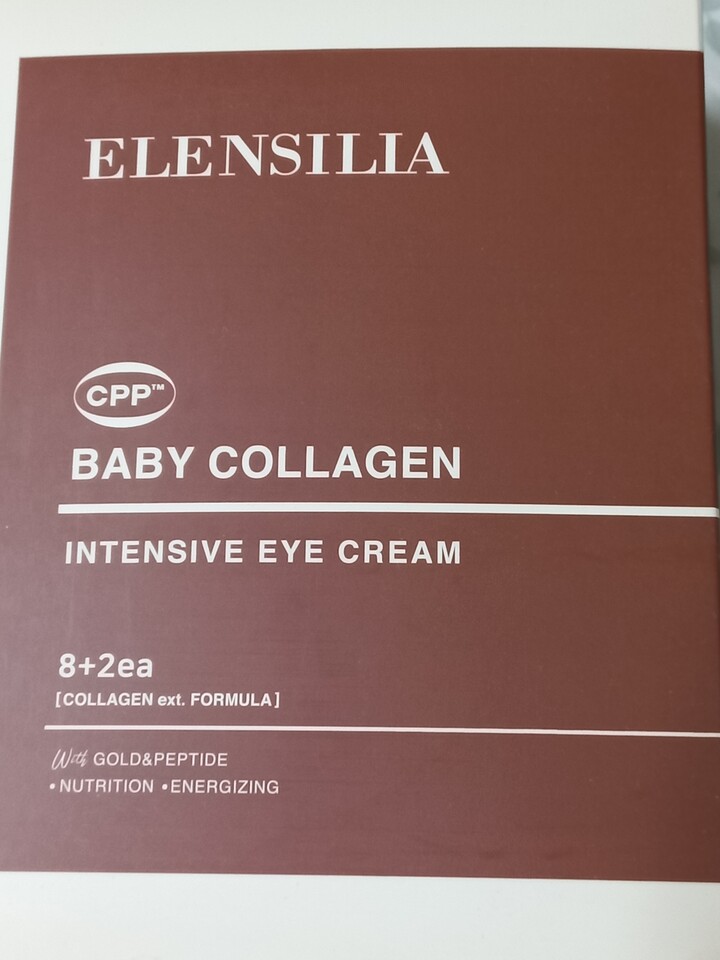 ELENSILIA
CPP™
BABY COLLAGEN
INTENSIVE EYE CREAM
8+2ea
[COLLAGEN ext. FORMULA]
With GOLD&PEPTIDE
•NUTRITION •ENERGIZING